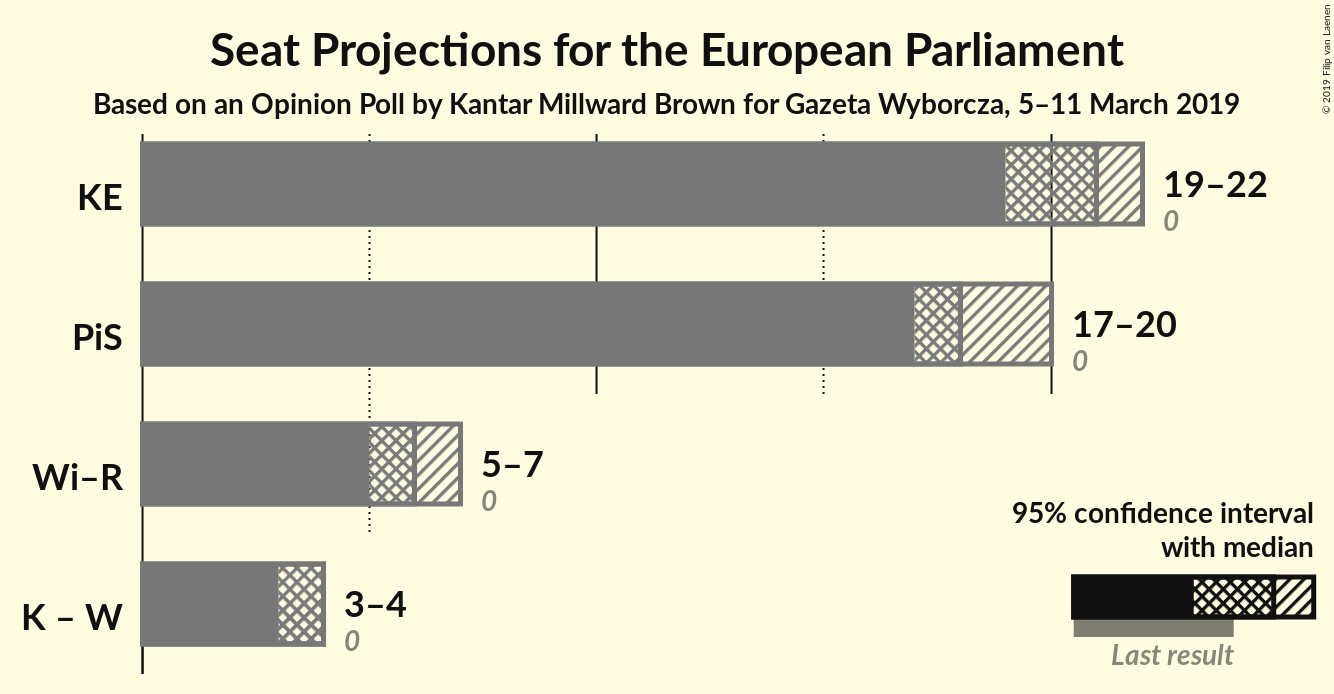 Seat Projections for the European Parliament
Based on an Opinion Poll by Kantar Millward Brown for Gazeta Wyborcza, 5–11 March 2019
© 2019 Filip van Laenen
KE
19–22
0
PiS
17–20
0
Wi–R
5–7
0
K – W
3–4
0
95% confidence interval
with median
Last result